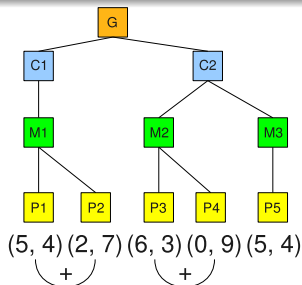 G
C1 C2
M1 M2 M3
P1 P2 P3 P4 P5
(5, 4) (2, 7) (6, 3) (0, 9) (5, 4)
+ +